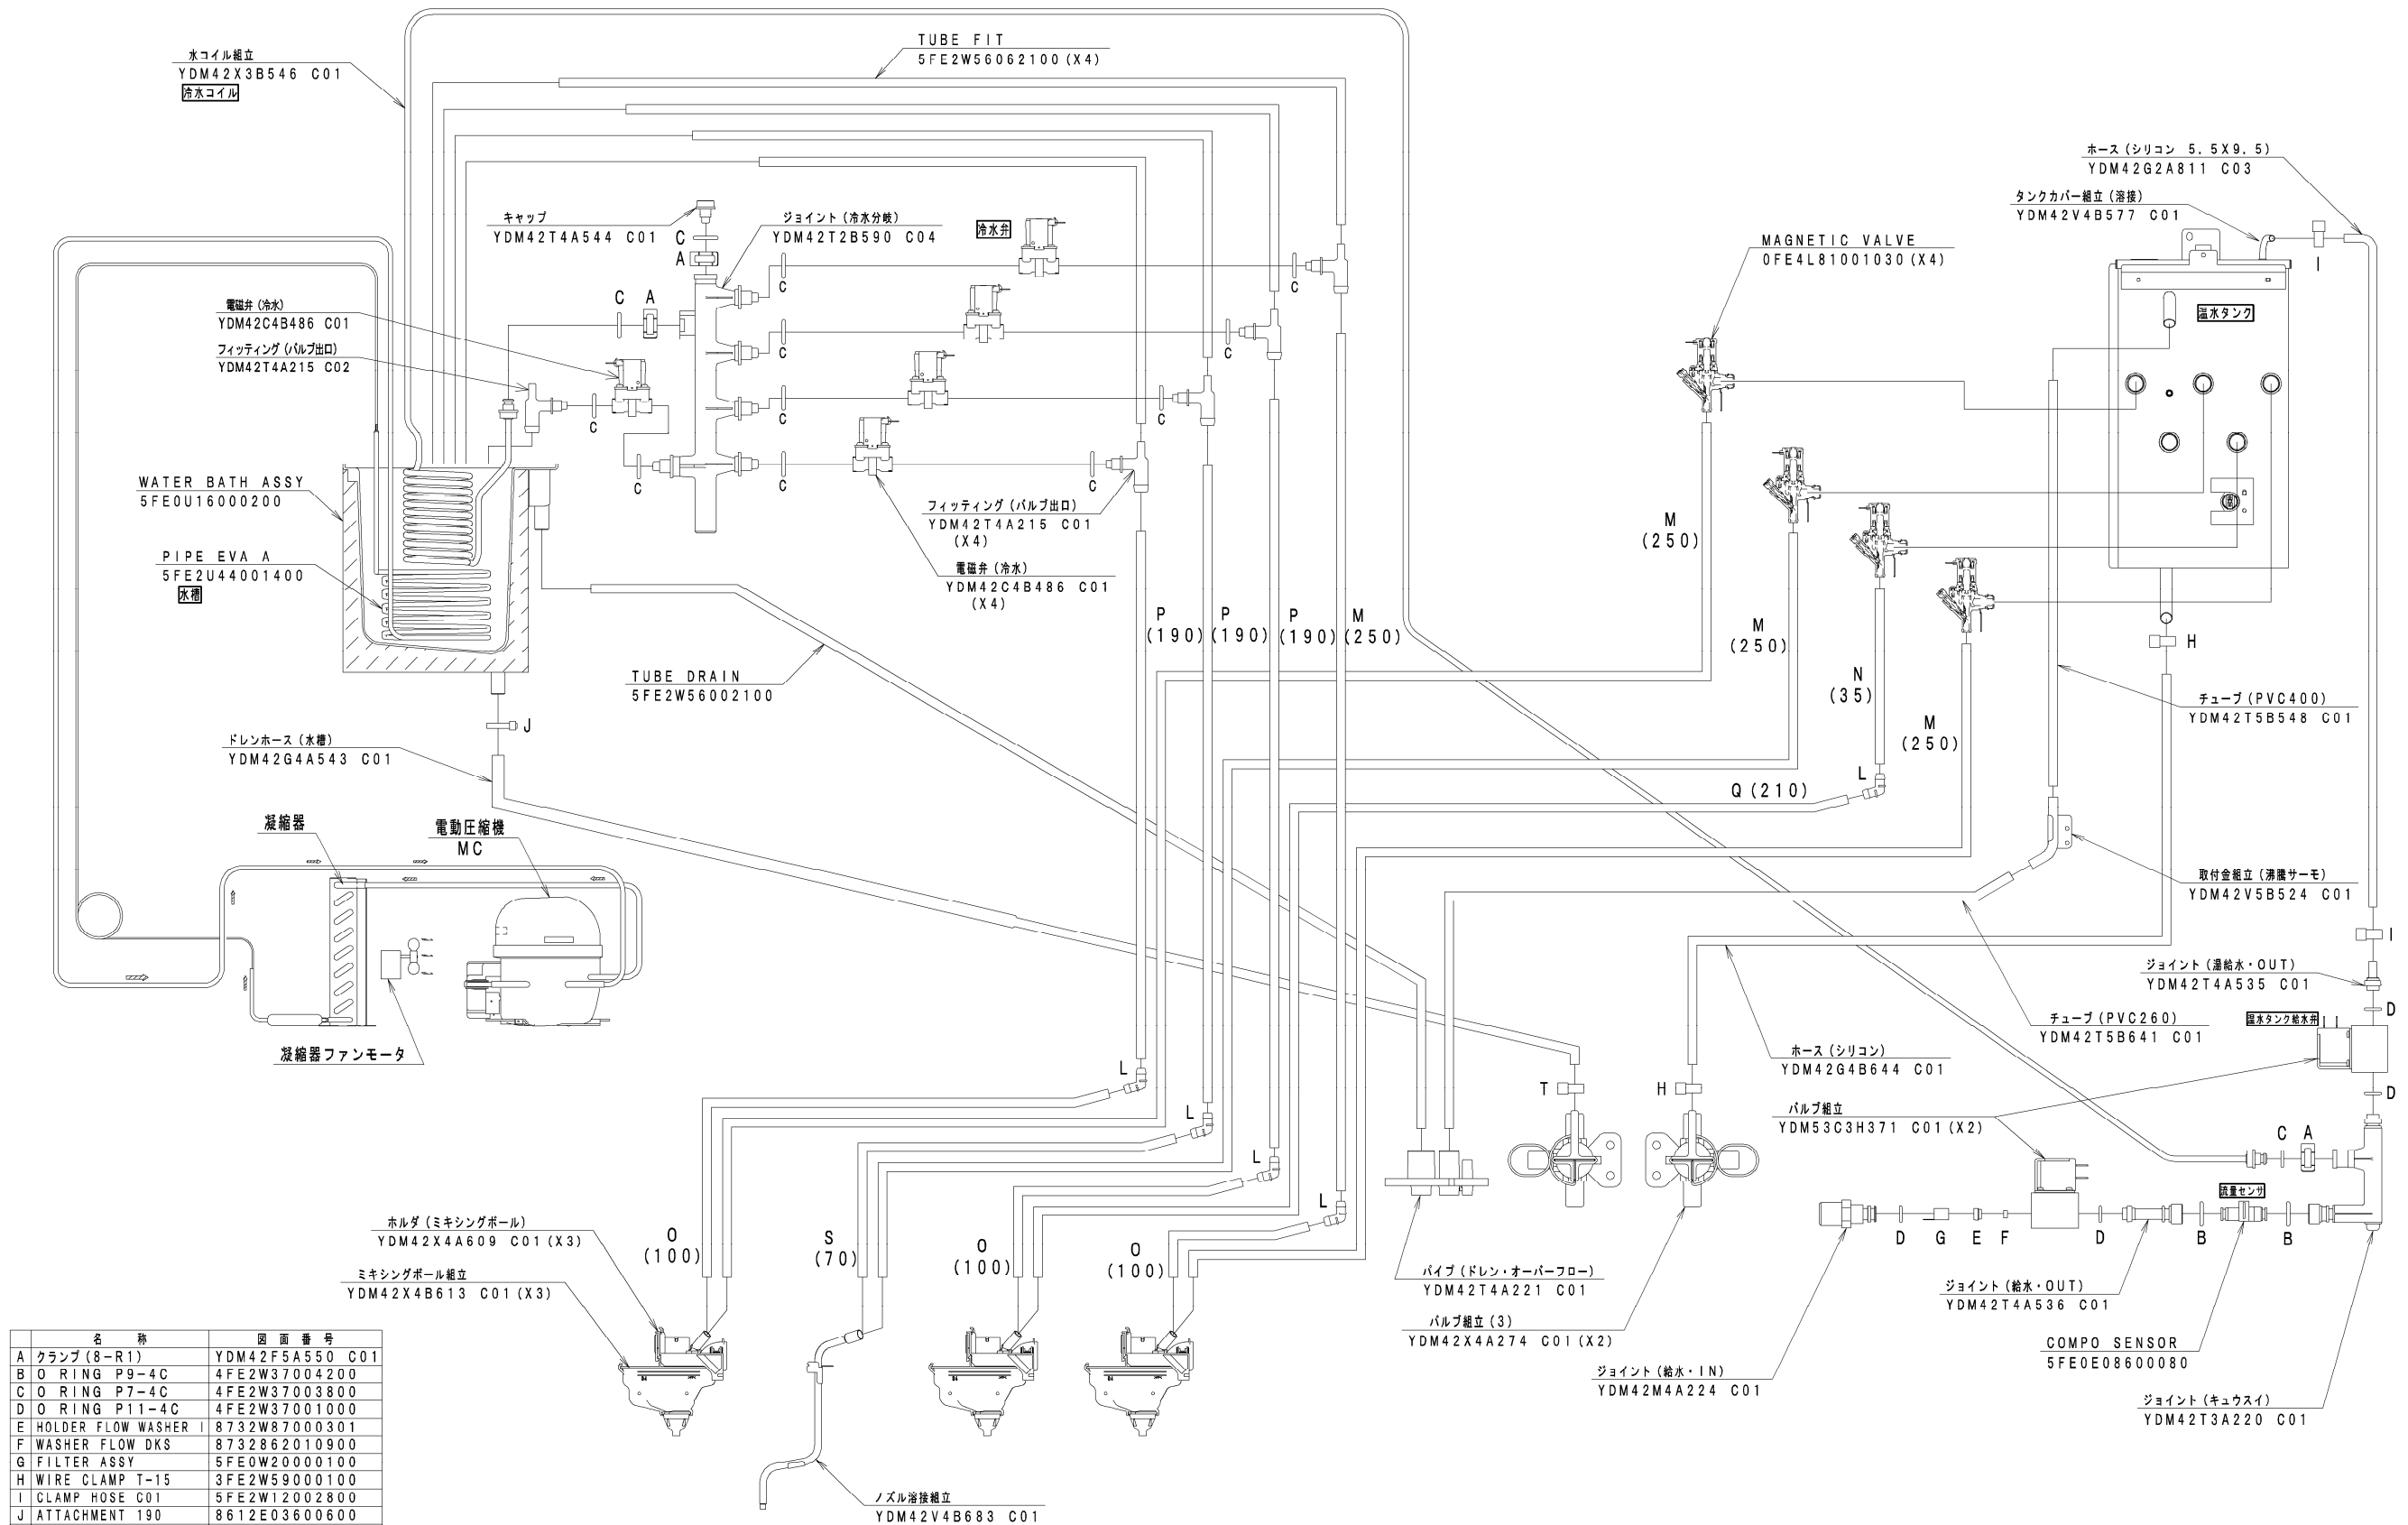 水コイル組立
YDM42X3B546 C01
冷水コイル
TUBE FIT
5FE2W56062100(X4)
ホース(シリコン 5.5X9.5)
YDM42G2A811 C03
タンクカバー組立(溶接)
YDM42V4B577 C01
I
キャップ
YDM42T4A544 C01
C
A
ジョイント(冷水分岐)
YDM42T2B590 C04
冷水弁
MAGNETIC VALVE
0FE4L81001030(X4)
温水タンク
電磁弁(冷水)
YDM42C4B486 C01
フィッティング(バルブ出口)
YDM42T4A215 C02
C
A
C
C
C
C
C
C
C
C
C
C
C
WATER BATH ASSY
5FE0U16000200
フィッティング(バルブ出口)
YDM42T4A215 C01
(X4)
電磁弁(冷水)
YDM42C4B486 C01
(X4)
PIPE EVA A
5FE2U44001400
水槽
M
(250)
P
(190)
P
(190)
P
(190)
M
(250)
M
(250)
N
(35)
M
(250)
H
TUBE DRAIN
5FE2W56002100
チューブ(PVC400)
YDM42T5B548 C01
J
ドレンホース(水槽)
YDM42G4A543 C01
L
Q(210)
凝縮器
電動圧縮機
MC
取付金組立(沸騰サーモ)
YDM42V5B524 C01
I
ジョイント(湯給水・OUT)
YDM42T4A535 C01
D
温水タンク給水弁
チューブ(PVC260)
YDM42T5B641 C01
凝縮器ファンモータ
ホース(シリコン)
YDM42G4B644 C01
L
T
H
D
L
バルブ組立
YDM53C3H371 C01(X2)
C
A
L
L
流量センサ
ホルダ(ミキシングボール)
YDM42X4A609 C01(X3)
O
(100)
S
(70)
O
(100)
O
(100)
D
G
E
F
D
B
B
ミキシングボール組立
YDM42X4B613 C01(X3)
パイプ(ドレン・オーバーフロー)
YDM42T4A221 C01
ジョイント(給水・OUT)
YDM42T4A536 C01
バルブ組立(3)
YDM42X4A274 C01(X2)
COMPO SENSOR
5FE0E08600080
ジョイント(給水・IN)
YDM42M4A224 C01
ジョイント(キュウスイ)
YDM42T3A220 C01
ノズル溶接組立
YDM42V4B683 C01
名 称 図面番号
A クランプ(8-R1) YDM42F5A550 C01
B O RING P9-4C 4FE2W37004200
C O RING P7-4C 4FE2W37003800
D O RING P11-4C 4FE2W37001000
E HOLDER FLOW WASHER I 8732W87000301
F WASHER FLOW DKS 8732862010900
G FILTER ASSY 5FE0W20000100
H WIRE CLAMP T-15 3FE2W59000100
I CLAMP HOSE C01 5FE2W12002800
J ATTACHMENT 190 8612E03600600